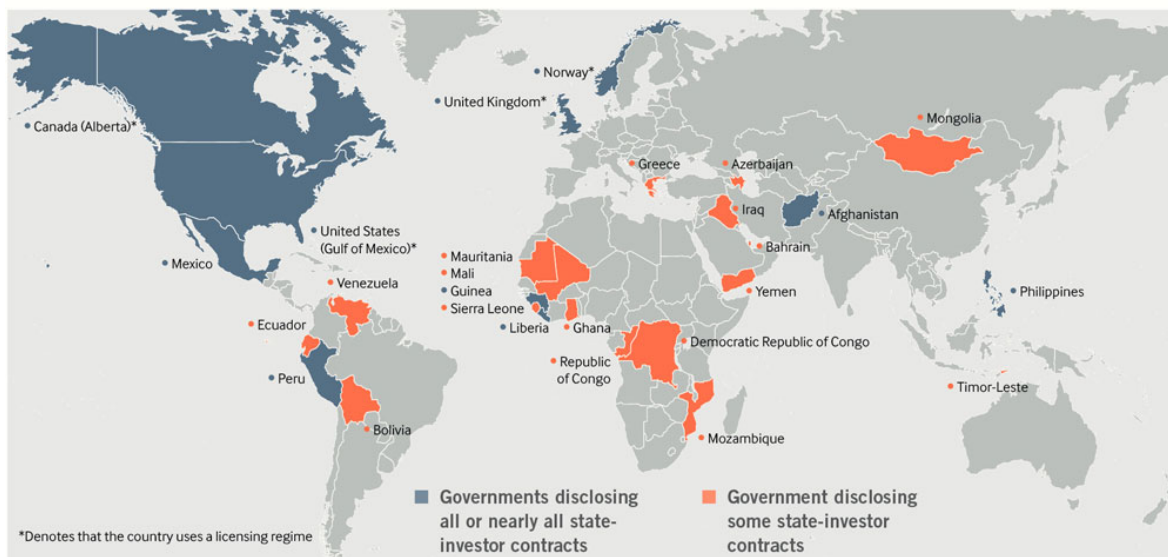 Norway*
United Kingdom*
Canada (Alberta)*
Mongolia
Greece
Azerbaijan
Iraq
Afghanistan
United States
(Gulf of Mexico)*
Bahrain
Mexico
Mauritania
Mali
Guinea
Sierra Leone
Venezuela
Yemen
Philippines
Ecuador
Liberia
Ghana
Democratic Republic of Congo
Republic
of Congo
Peru
Timor-Leste
Bolivia
Mozambique
Governments disclosing
all or nearly all state-
investor contracts
Government disclosing
some state-investor
contracts
*Denotes that the country uses a licensing regime